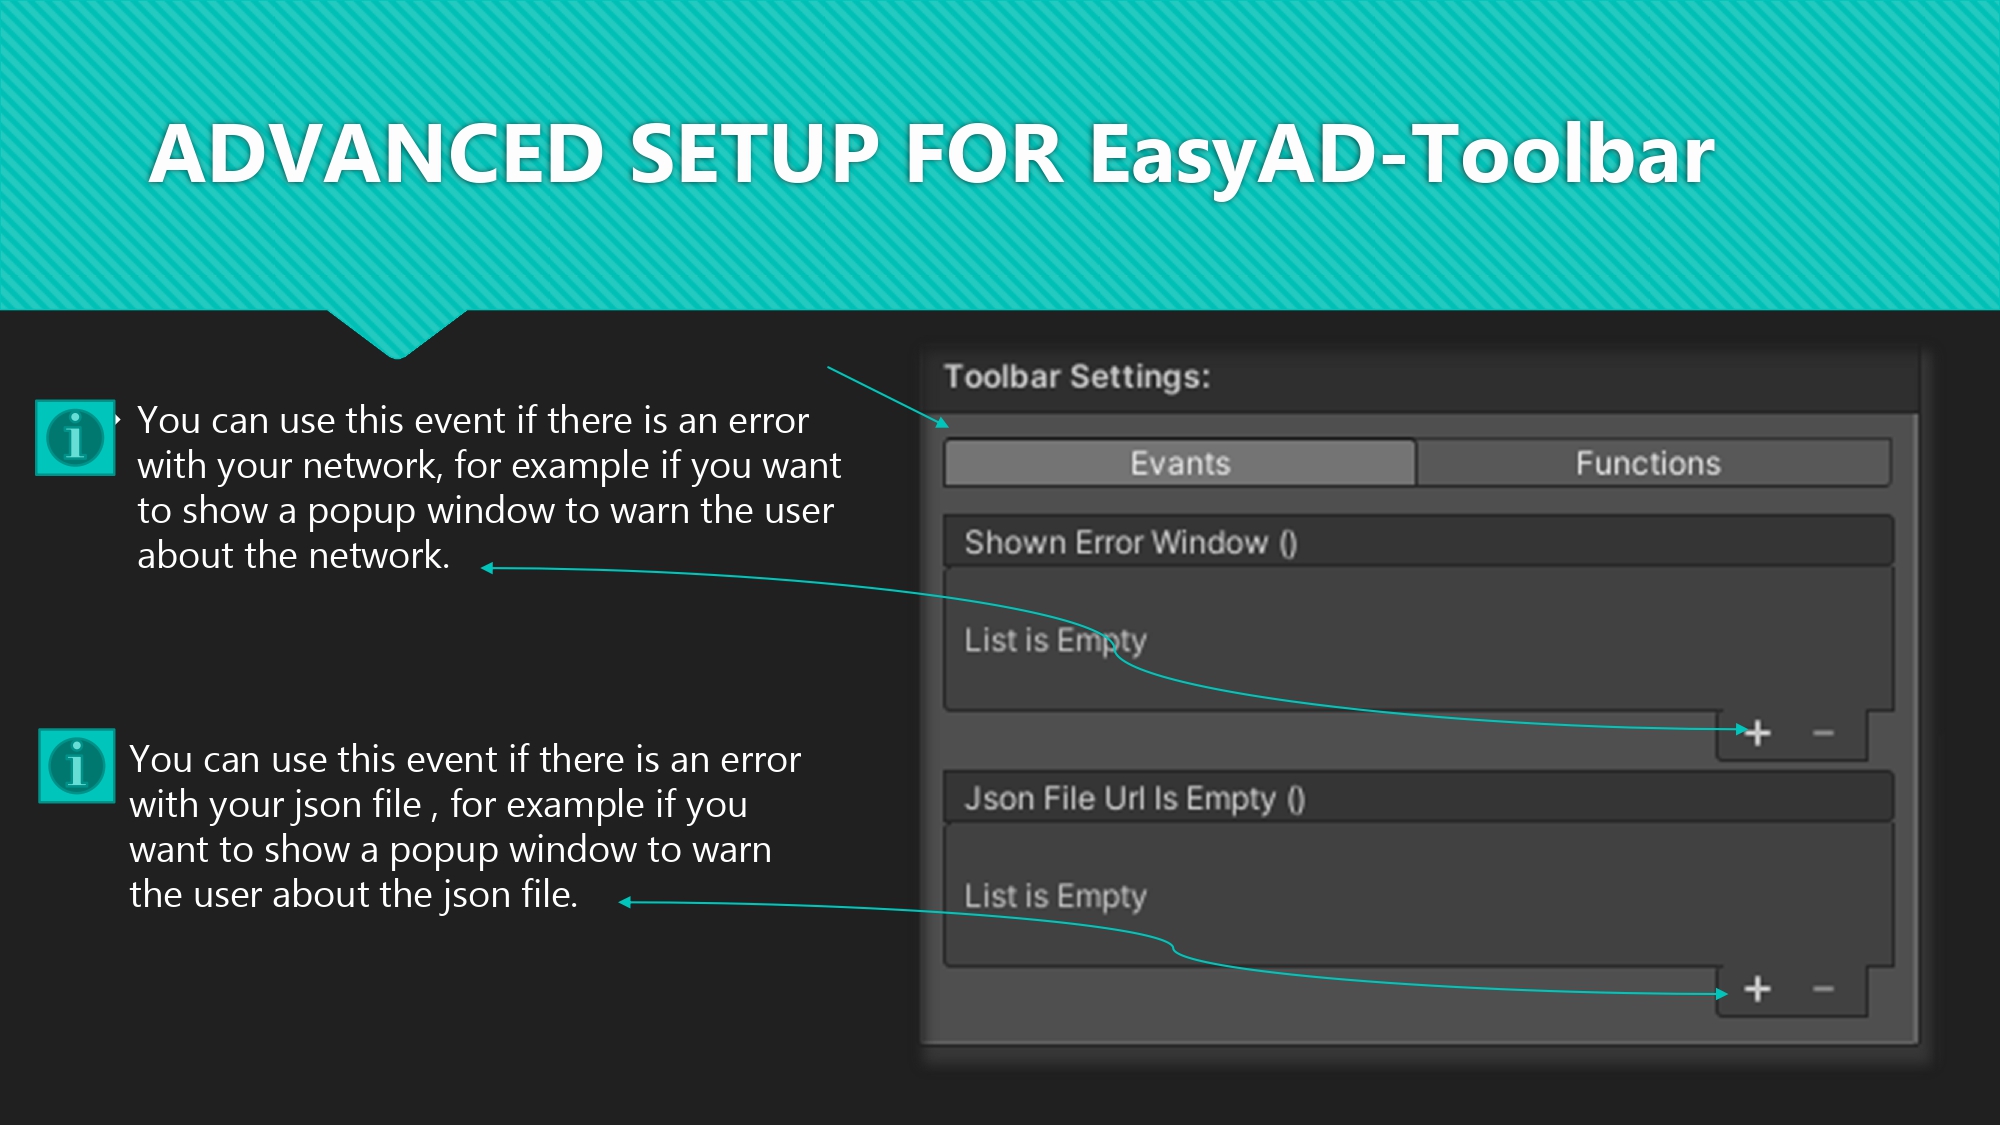 ADVANCED SETUP FOR EasyAD-Toolbar
You can use this event if there is an error
with your network, for example if you want
to show a popup window to warn the user
about the network.
You can use this event if there is an error
with your json file , for example if you
want to show a popup window to warn
the user about the json file.
Toolbar Settings:
Evants
Functions
Shown Error Window ()
List is Empty
+ −
Json File Url Is Empty ()
List is Empty
+ −